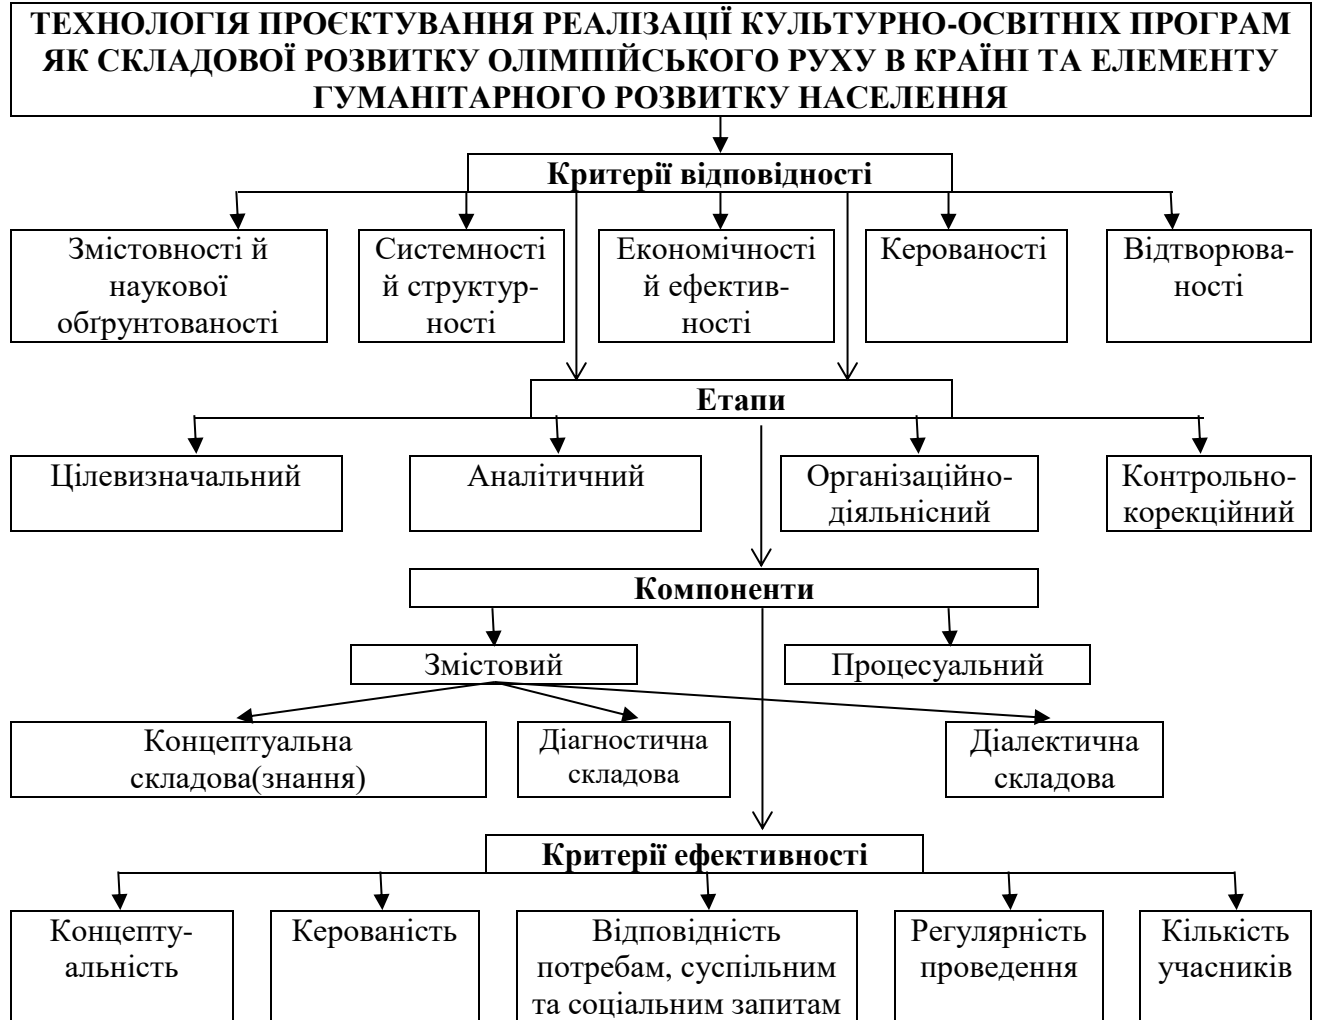 ТЕХНОЛОГІЯ ПРОЄКТУВАННЯ РЕАЛІЗАЦІЇ КУЛЬТУРНО-ОСВІТНІХ ПРОГРАМ
ЯК СКЛАДОВОЇ РОЗВИТКУ ОЛІМПІЙСЬКОГО РУХУ В КРАЇНІ ТА ЕЛЕМЕНТУ
ГУМАНІТАРНОГО РОЗВИТКУ НАСЕЛЕННЯ
Критерії відповідності
Змістовності й
наукової
обґрунтованості
Системності
й структур-
ності
Економічності
й ефектив-
ності
Керованості
Відтворюва-
ності
Етапи
Цілевизначальний
Аналітичний
Організаційно-
діяльнісний
Контрольно-
корекційний
Компоненти
Змістовий
Процесуальний
Концептуальна
складова(знання)
Діагностична
складова
Діалектична
складова
Критерії ефективності
Концепту-
альність
Керованість
Відповідність
потребам, суспільним
та соціальним запитам
Регулярність
проведення
Кількість
учасників